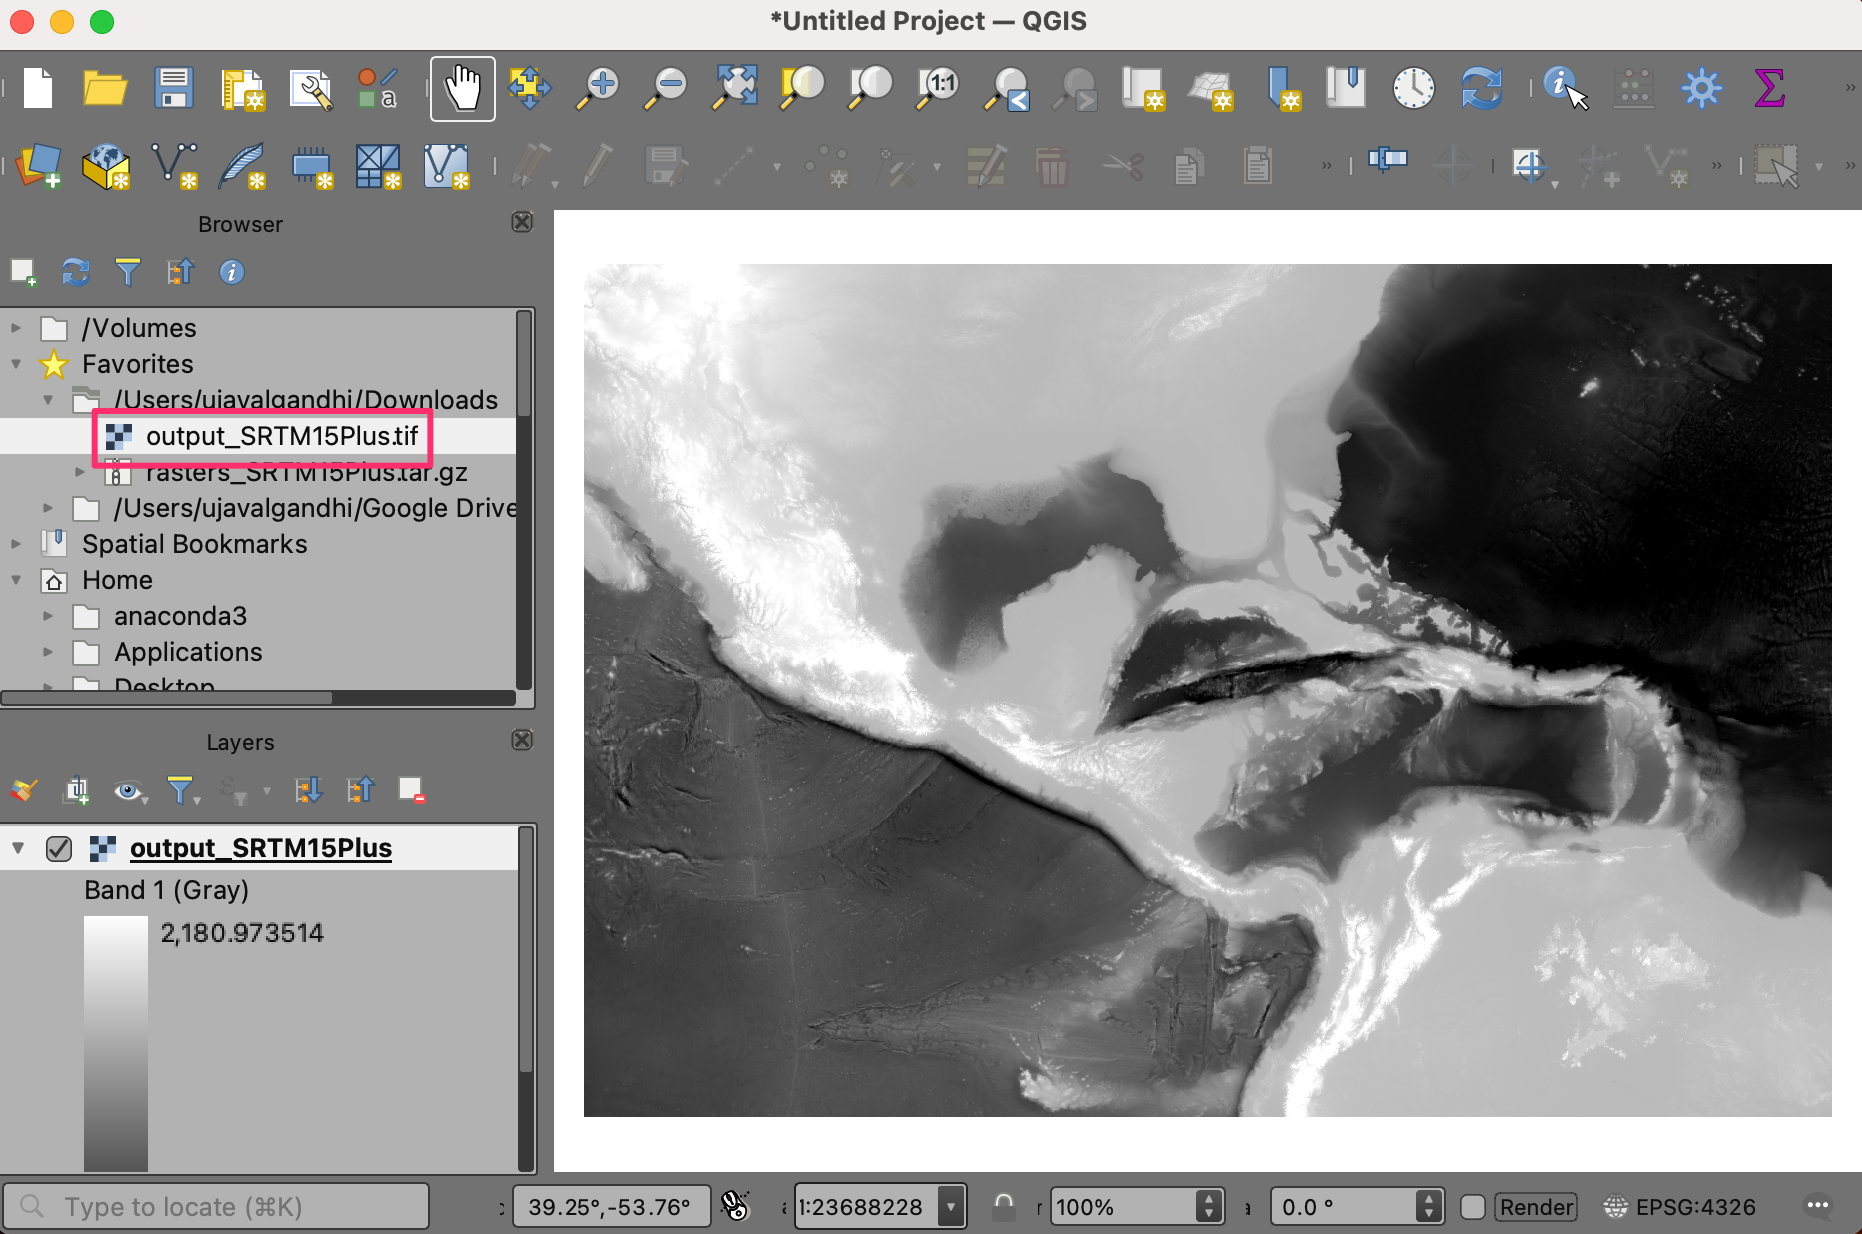 *Untitled Project — QGIS
a
1:1
Browser
/Volumes
Favorites
/Users/ujavalgandhi/Downloads
output_SRTM15Plus.tif
rasters_SRTM15Plus.tar.gz
/Users/ujavalgandhi/Google Drive
Spatial Bookmarks
Home
anaconda3
Applications
Desktop
Layers
output_SRTM15Plus
Band 1 (Gray)
2,180.973514
Type to locate (⌘K)
39.25°,-53.76°
1:23688228
100%
0.0 °
Render
EPSG:4326